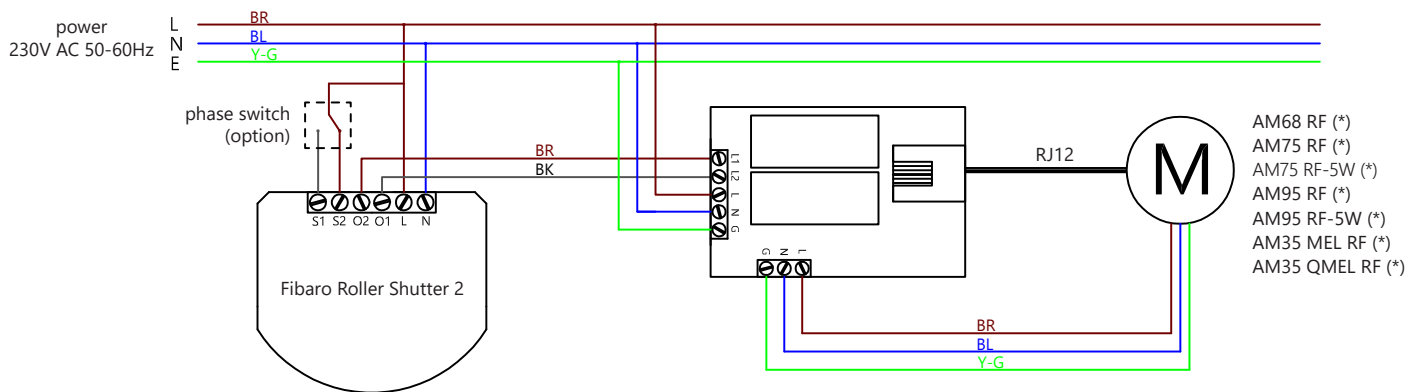 power
230V AC 50-60Hz
L
N
E
BR
BL
Y-G
phase switch
(option)
BR
BK
S1 S2 O2 O1 L N
Fibaro Roller Shutter 2
L1
L2
L
N
G
G N L
RJ12
M
AM68 RF (*)
AM75 RF (*)
AM75 RF-5W (*)
AM95 RF (*)
AM95 RF-5W (*)
AM35 MEL RF (*)
AM35 QMEL RF (*)
BR
BL
Y-G